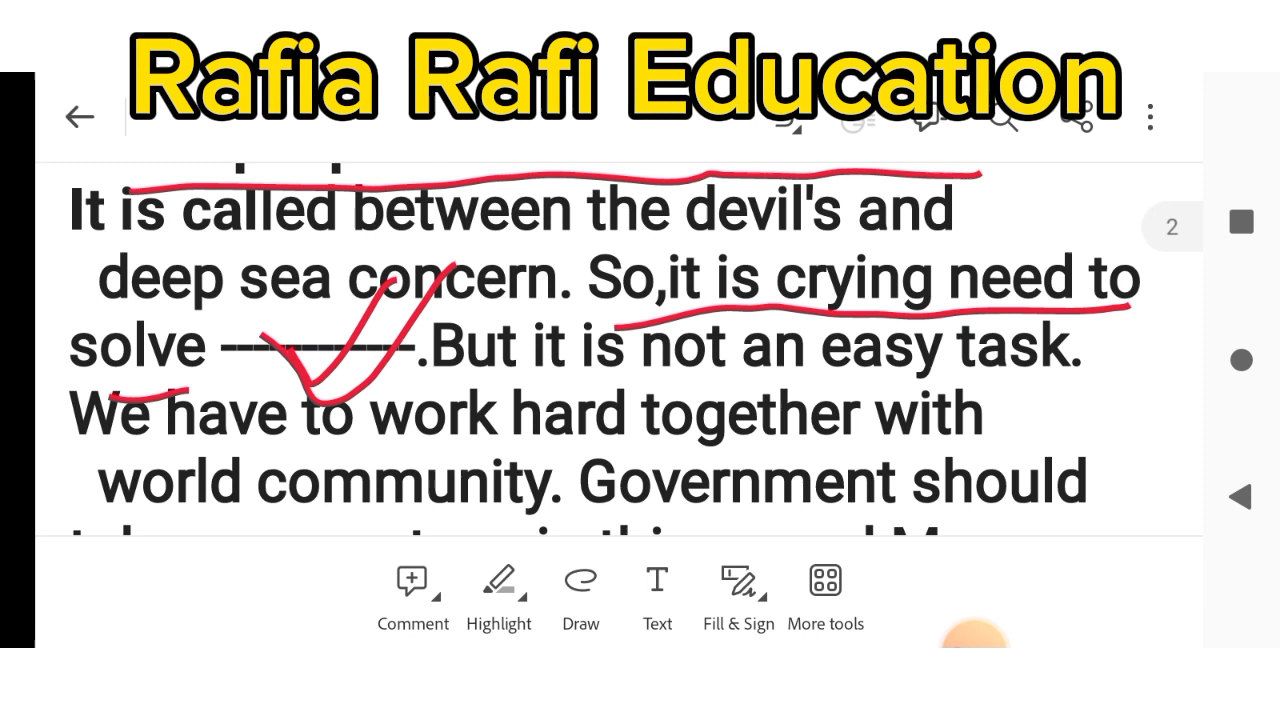 Rafia Rafi Education
It is called between the devil's and
2
deep sea concern. So,it is crying need to
solve ------------.But it is not an easy task.
We have to work hard together with
world community. Government should
Comment Highlight Draw Text Fill & Sign More tools